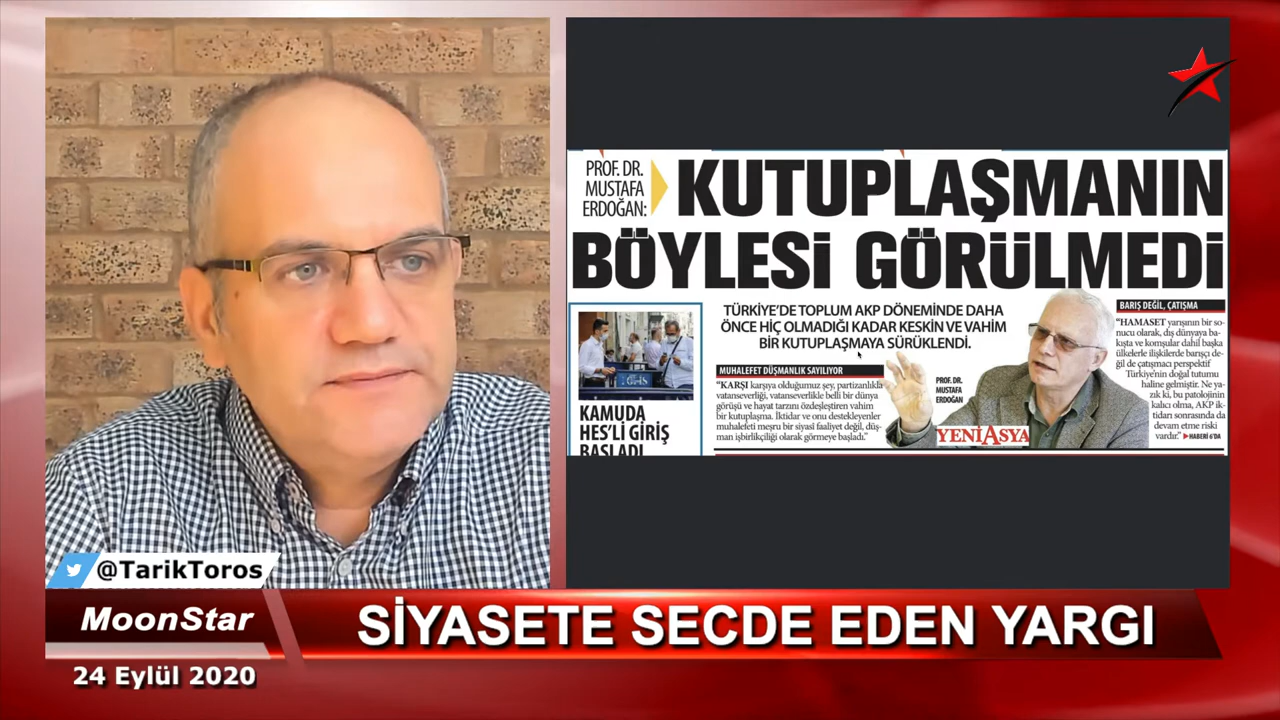 PROF. DR.
MUSTAFA
ERDOĞAN:
KUTUPLAŞMANIN
BÖYLESİ GÖRÜLMEDİ
TÜRKİYE'DE TOPLUM AKP DÖNEMİNDE DAHA
ÖNCE HİÇ OLMADIĞI KADAR KESKİN VE VAHİM
BİR KUTUPLAŞMAYA SÜRÜKLENDİ.
MUHALEFET DÜŞMANLIK SAYILIYOR
"KARŞI karşıya olduğumuz şey, partizanlıkla
vatanseverliği, vatanseverlikle belli bir dünya
görüşü ve hayat tarzını özdeşleştiren vahim
bir kutuplaşma. İktidar ve onu destekleyenler
muhalefeti meşru bir siyasi faaliyet değil, düş-
man işbirlikçiliği olarak görmeye başladı."
GİRİŞ
KAMUDA
HES'Lİ GİRİŞ
BAŞLADI
PROF. DR.
MUSTAFA
ERDOĞAN
YENİASYA
BARIŞ DEĞİL, ÇATIŞMA
"HAMASET yarışının bir so-
nucu olarak, dış dünyaya ba-
kışta ve komşular dahil başka
ülkelerle ilişkilerde barışçı de-
ğil de çatışmacı perspektif
Türkiye'nin doğal tutumu
haline gelmiştir. Ne ya-
zık ki, bu patolojinin
kalıcı olma, AKP ik-
tidarı sonrasında da
devam etme riski
vardır." HABERİ 6'DA
@TarikToros
MoonStar
SİYASETE SECDE EDEN YARGI
24 Eylül 2020